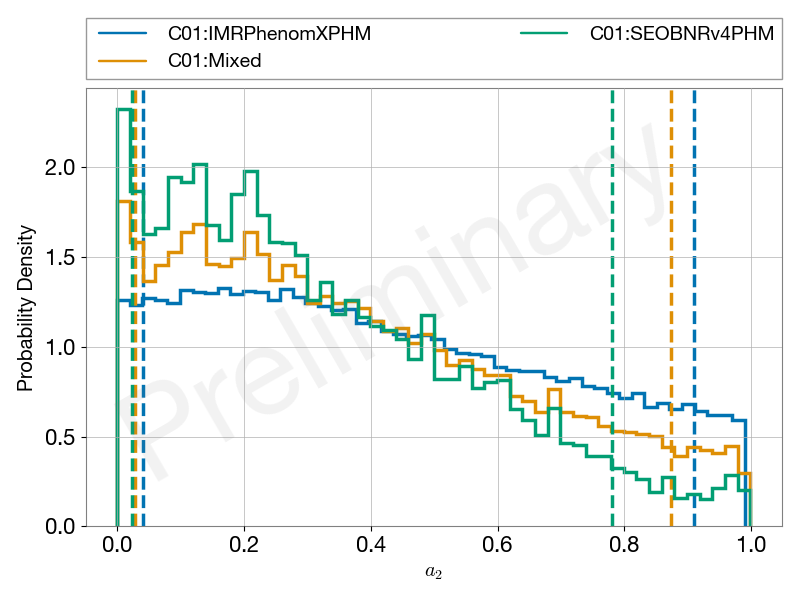 C01:IMRPhenomXPHM
C01:SEOBNRv4PHM
C01:Mixed
Preliminary
Probability Density
2.0
1.5
1.0
0.5
0.0
0.0 0.2 0.4 0.6 0.8 1.0
a₂